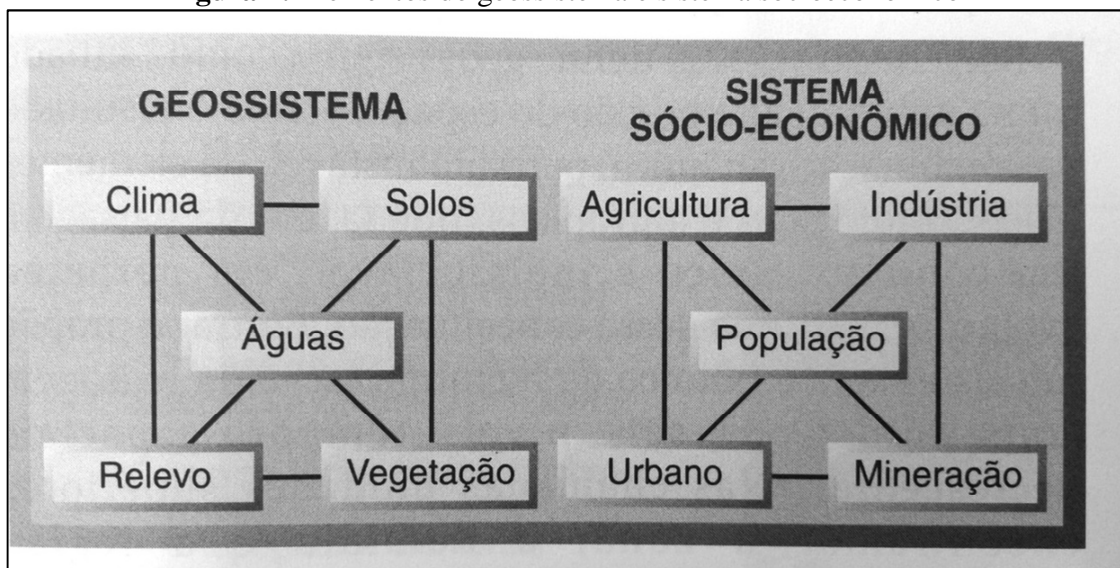 GEOSSISTEMA
SISTEMA
SÓCIO-ECONÔMICO
Clima
Solos
Agricultura
Indústria
Águas
População
Relevo
Vegetação
Urbano
Mineração